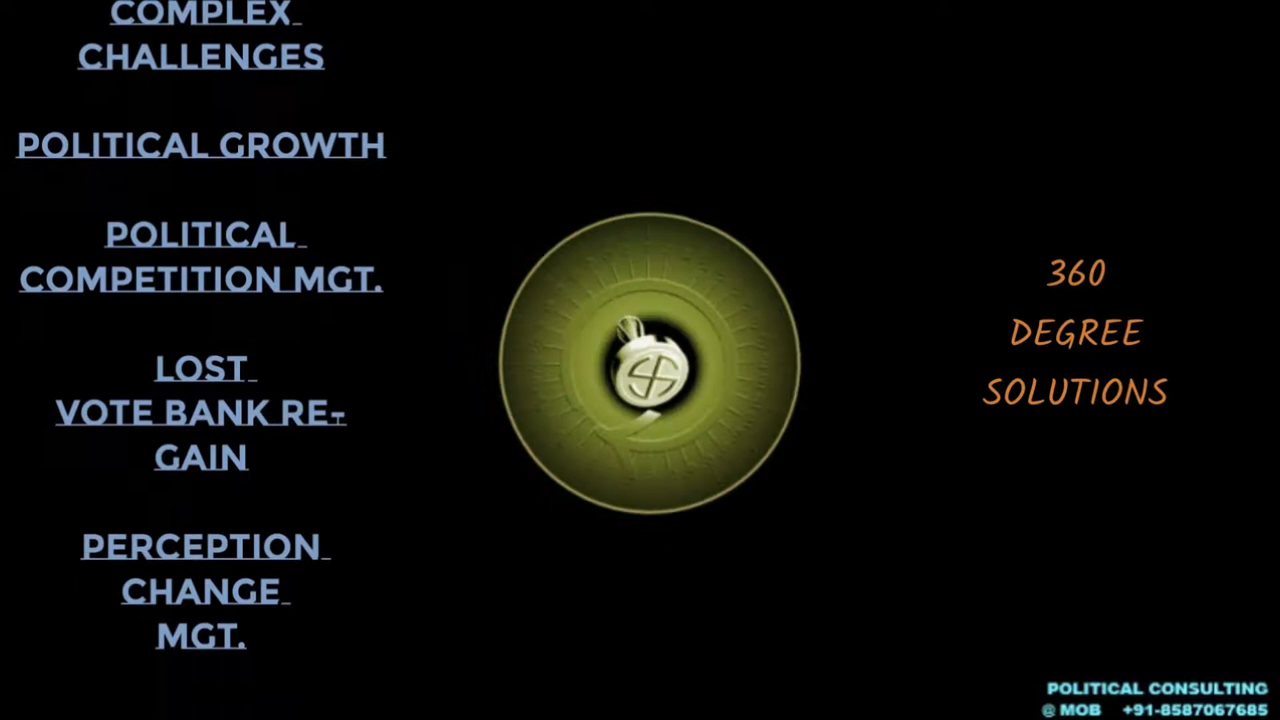 COMPLEX
CHALLENGES
POLITICAL GROWTH
POLITICAL
COMPETITION MGT.
LOST
VOTE BANK RE-
GAIN
PERCEPTION
CHANGE
MGT.
360
DEGREE
SOLUTIONS
POLITICAL CONSULTING
@ MOB +91-8587067685